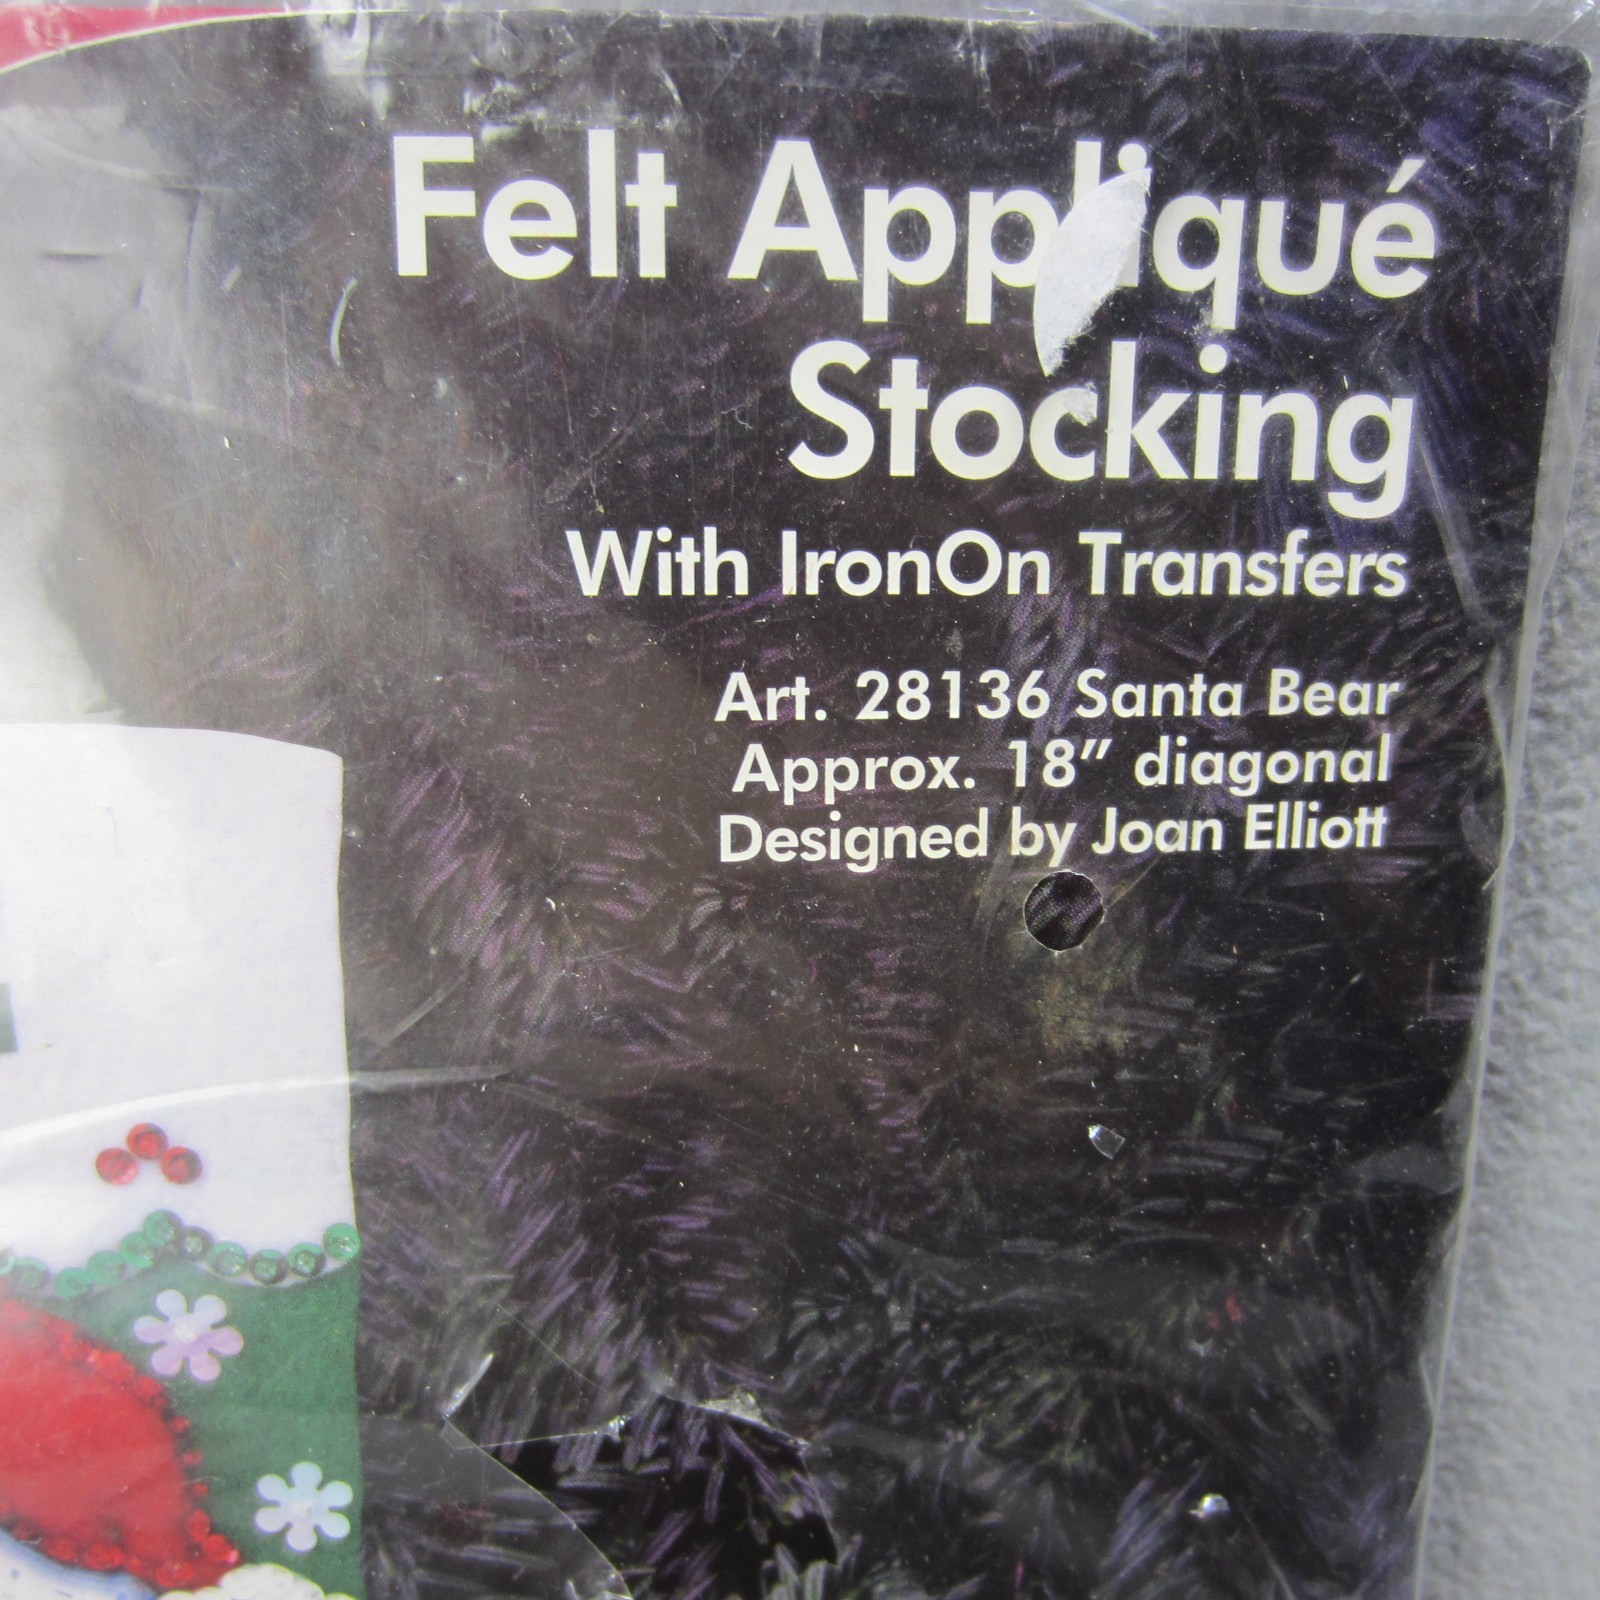 Felt Appliqué
Stocking
With IronOn Transfers
Art. 28136 Santa Bear
Approx. 18" diagonal
Designed by Joan Elliott